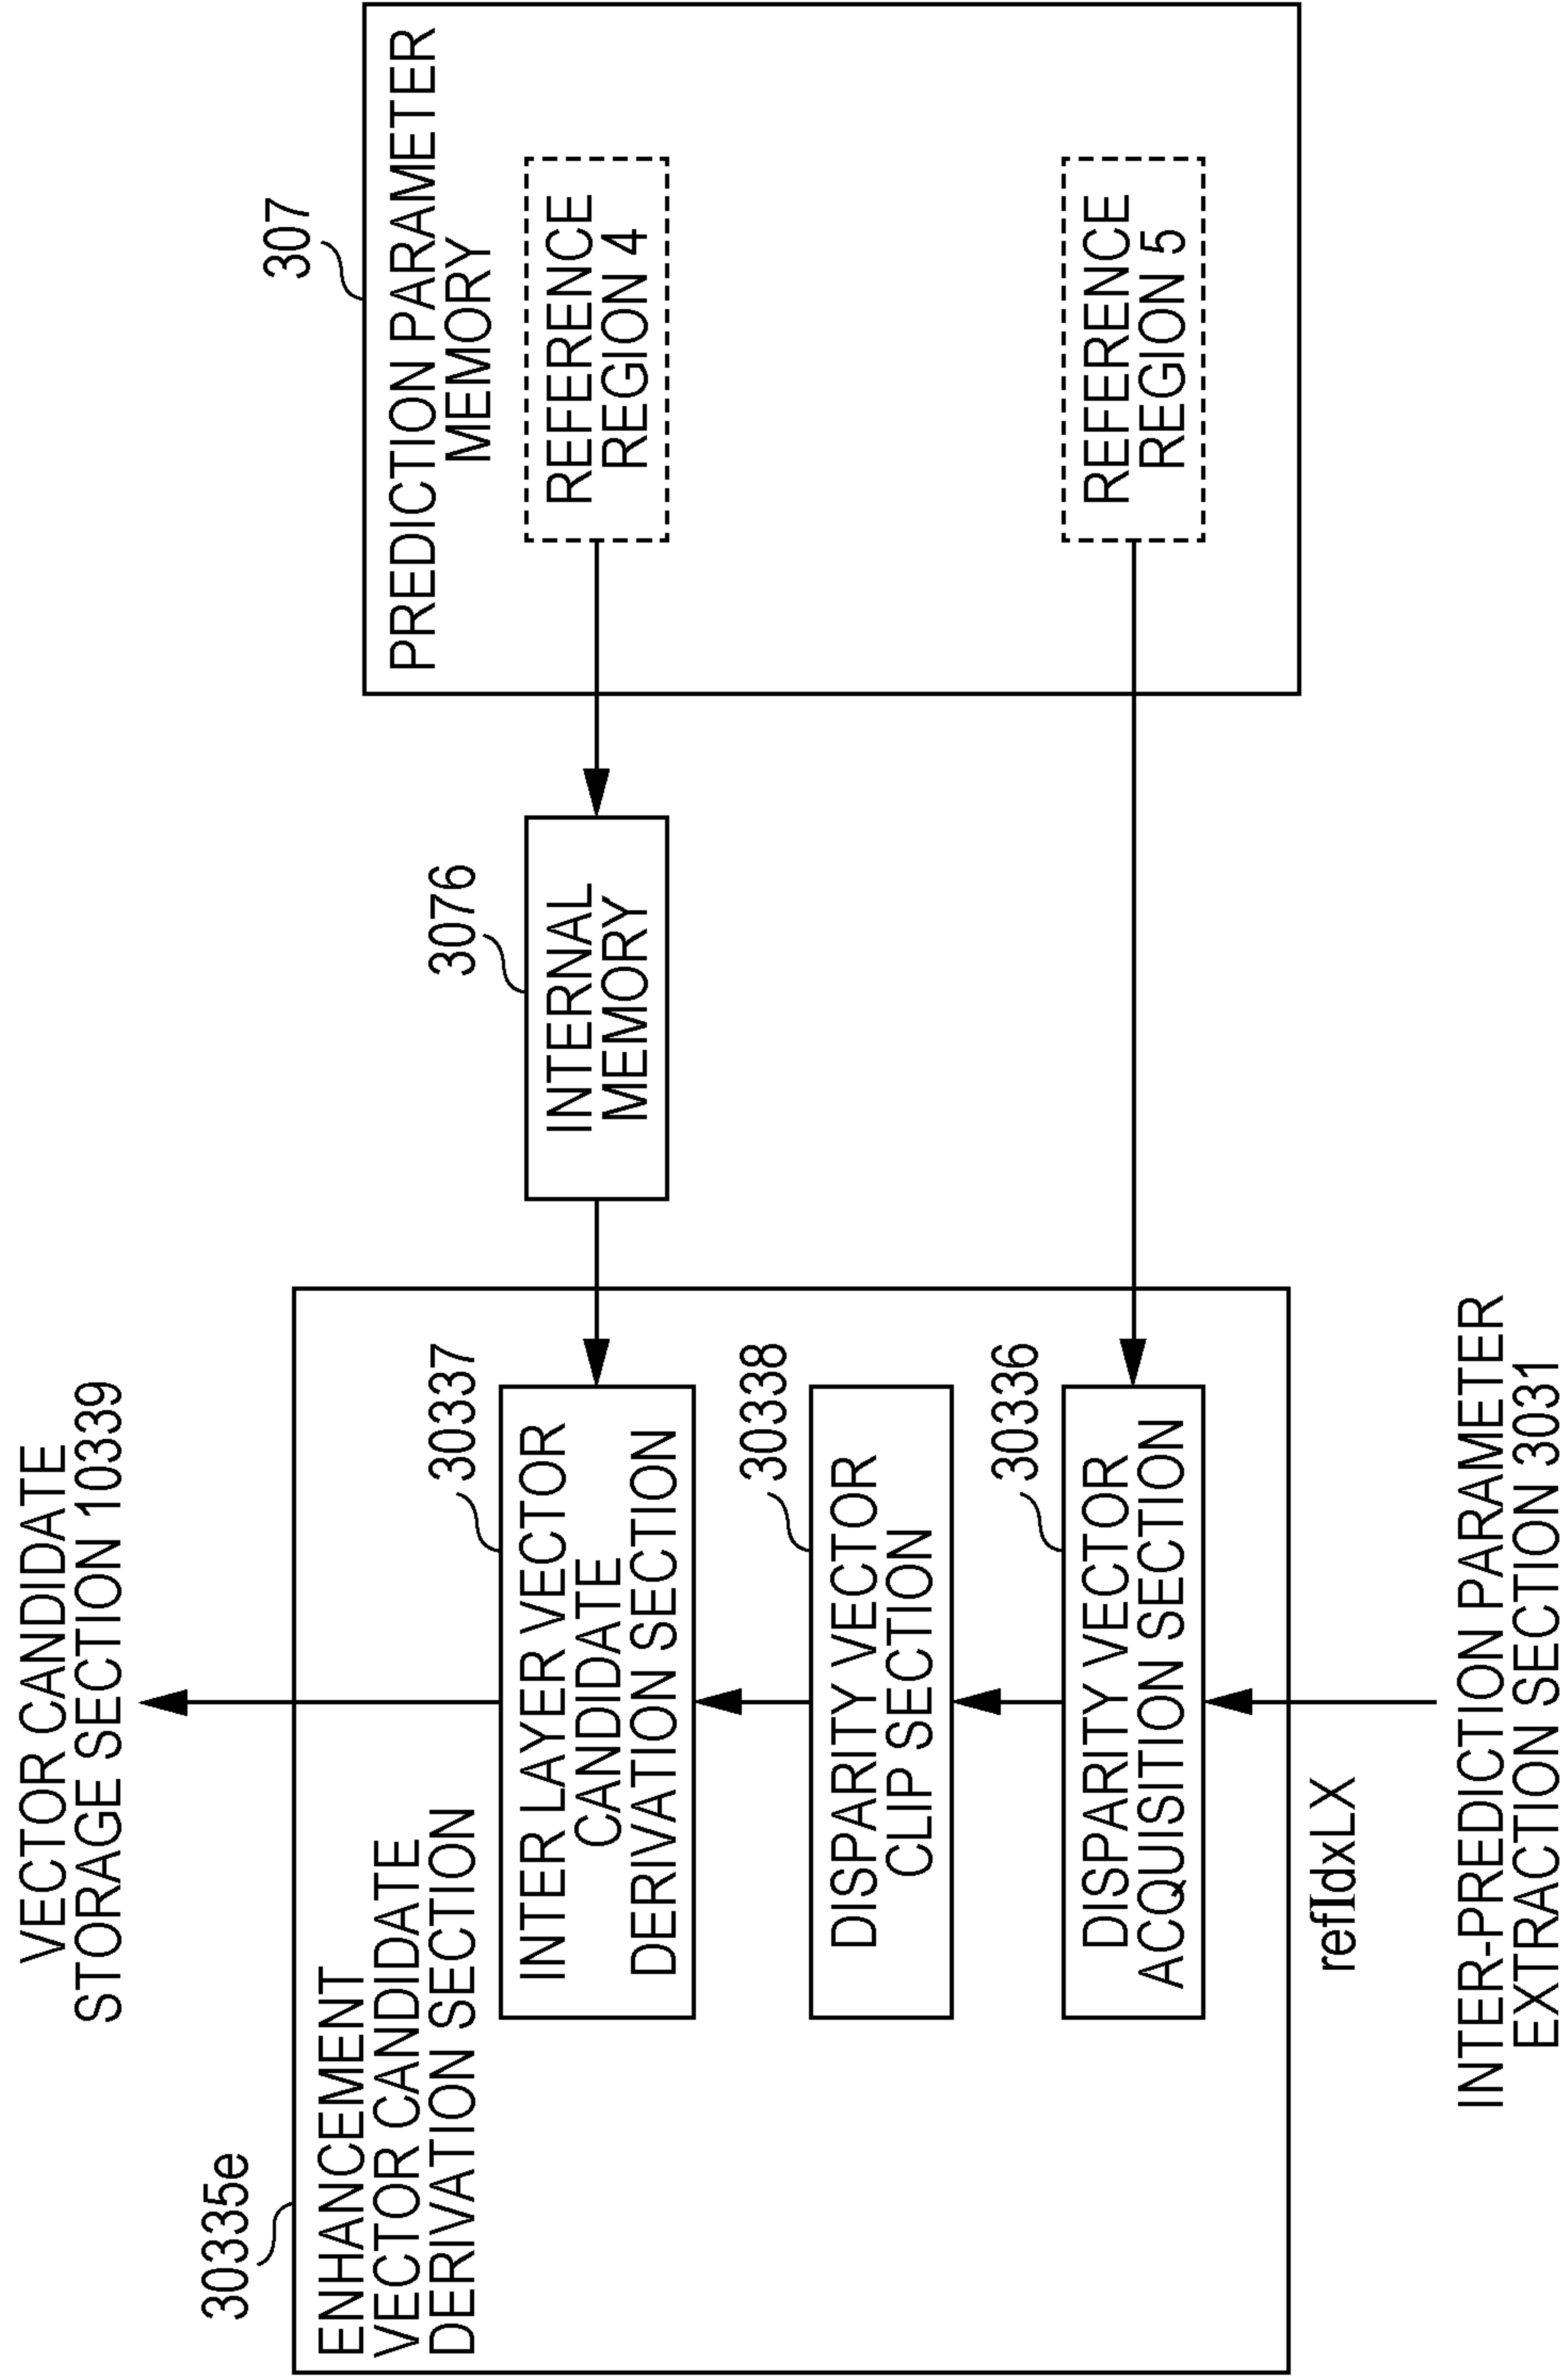 VECTOR CANDIDATE
STORAGE SECTION 10339
30335e
ENHANCEMENT
VECTOR CANDIDATE
DERIVATION SECTION
30337
INTER LAYER VECTOR
CANDIDATE
DERIVATION SECTION
30338
DISPARITY VECTOR
CLIP SECTION
30336
DISPARITY VECTOR
ACQUISITION SECTION
refIdxLX
INTER-PREDICTION PARAMETER
EXTRACTION SECTION 3031
3076
INTERNAL
MEMORY
307
PREDICTION PARAMETER
MEMORY
REFERENCE
REGION 4
REFERENCE
REGION 5